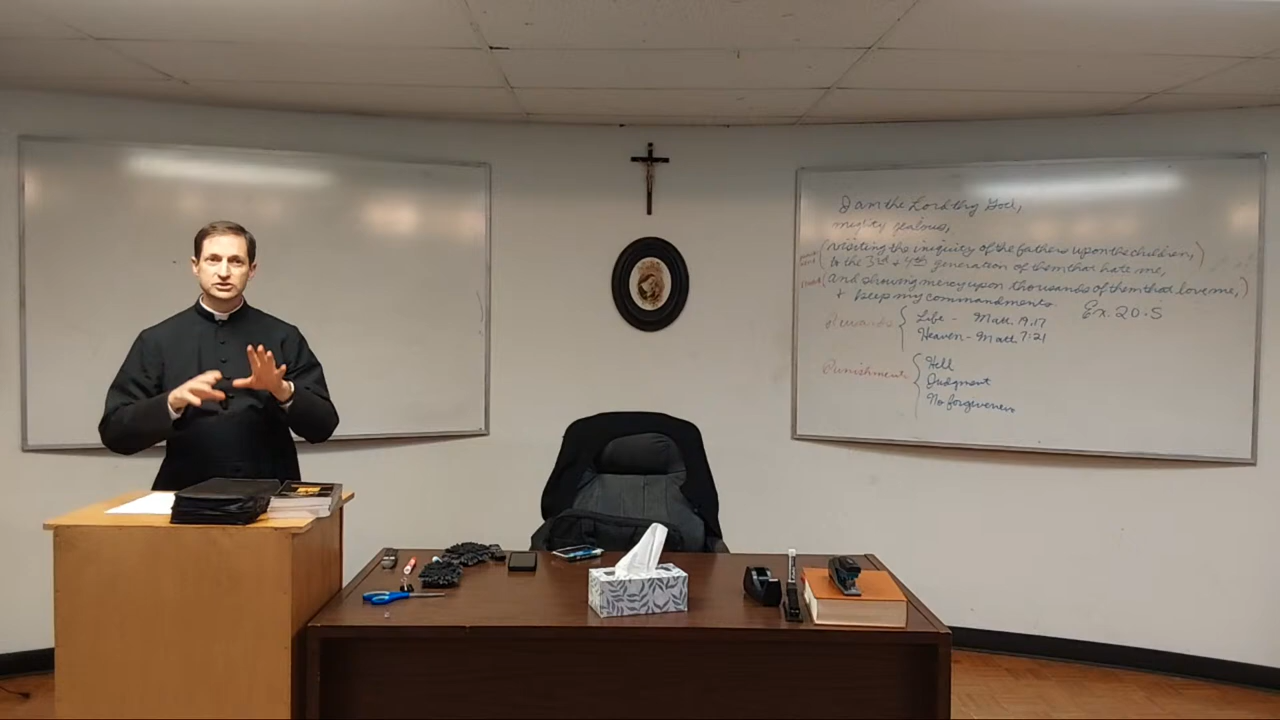 I am the Lord thy God,
mighty jealous,
(visiting the iniquity of the fathers upon the children,)
to the 3rd + 4th generation of them that hate me,
(And showing mercy upon thousands of them that love me,)
+ keep my commandments Ex. 20.5
Rewards { Life - Matt. 19.17
Heaven - Matt. 7:21
Punishments { Hell
Judgment
No forgiveness